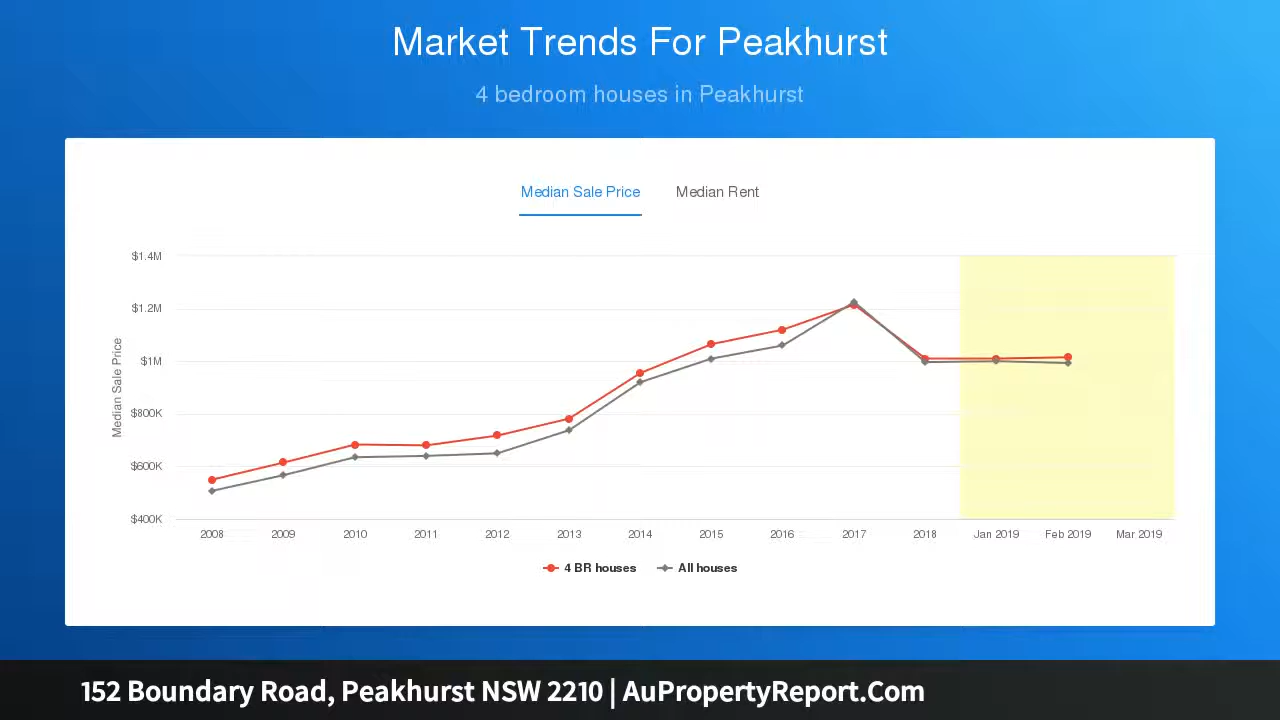 Market Trends For Peakhurst
4 bedroom houses in Peakhurst
Median Sale Price Median Rent
Median Sale Price
$1.4M
$1.2M
$1M
$800K
$600K
$400K
2008 2009 2010 2011 2012 2013 2014 2015 2016 2017 2018 Jan 2019 Feb 2019 Mar 2019
4 BR houses All houses
152 Boundary Road, Peakhurst NSW 2210 | AuPropertyReport.Com